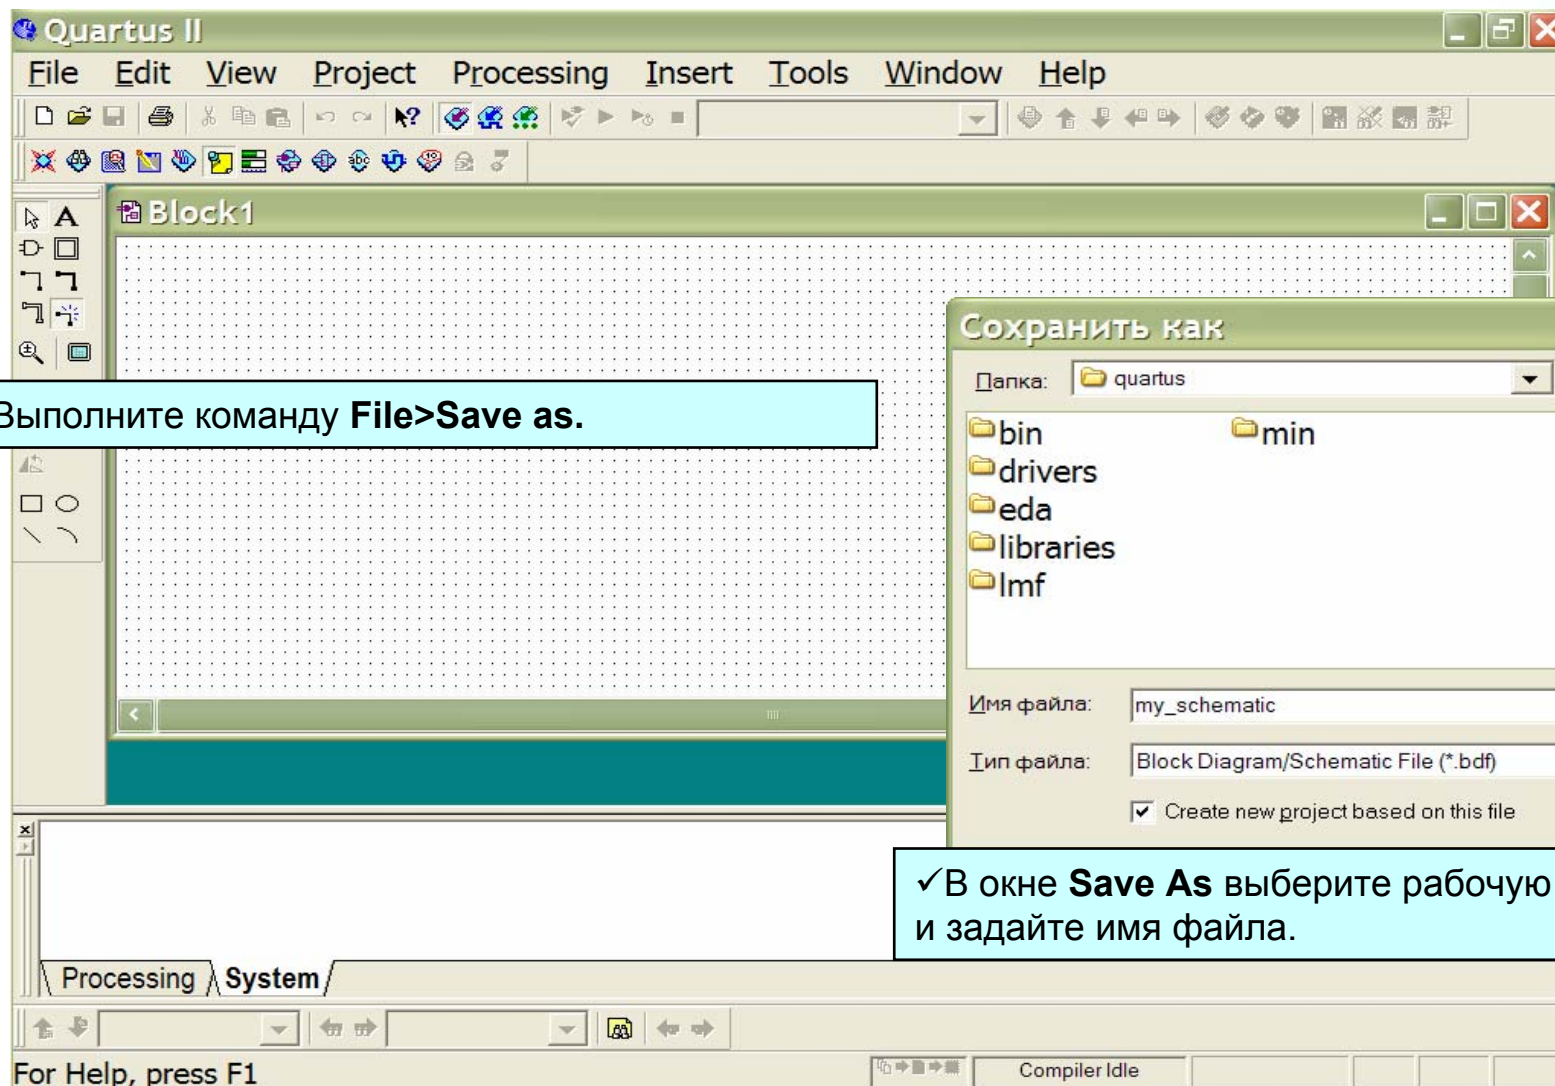 Quartus II
File Edit View Project Processing Insert Tools Window Help
Block1
Сохранить как
Папка: quartus
Выполните команду File>Save as.
bin min
drivers
eda
libraries
lmf
Имя файла: my_schematic
Тип файла: Block Diagram/Schematic File (*.bdf)
Create new project based on this file
✓В окне Save As выберите рабочую
и задайте имя файла.
Processing System
For Help, press F1 Compiler Idle